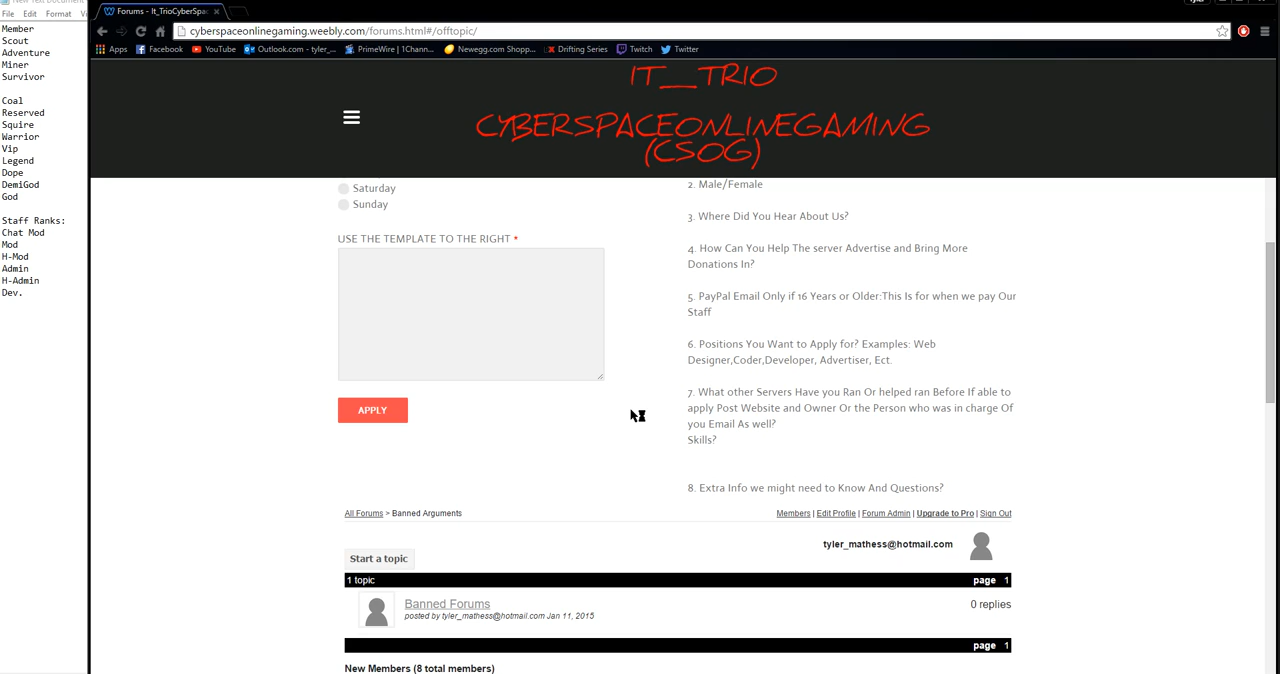 New Text Document
File Edit Format
Member
Scout
Adventure
Miner
Survivor
Coal
Reserved
Squire
Warrior
Vip
Legend
Dope
DemiGod
God
Staff Ranks:
Chat Mod
Mod
H-Mod
Admin
H-Admin
Dev.
Forums - It_TrioCyberSpac
cyberspaceonlinegaming.weebly.com/forums.html#/offtopic/
Apps Facebook YouTube Outlook.com - tyler_... PrimeWire | 1Chann... Newegg.com Shopp... Drifting Series Twitch Twitter
IT__TRIO
CYBERSPACEONLINEGAMING
(CSOG)
Saturday
Sunday
USE THE TEMPLATE TO THE RIGHT *
APPLY
2. Male/Female
3. Where Did You Hear About Us?
4. How Can You Help The server Advertise and Bring More
Donations In?
5. PayPal Email Only if 16 Years or Older:This Is for when we pay Our
Staff
6. Positions You Want to Apply for? Examples: Web
Designer,Coder,Developer, Advertiser, Ect.
7. What other Servers Have you Ran Or helped ran Before If able to
apply Post Website and Owner Or the Person who was in charge Of
you Email As well?
Skills?
8. Extra Info we might need to Know And Questions?
All Forums > Banned Arguments
Members | Edit Profile | Forum Admin | Upgrade to Pro | Sign Out
tyler_mathess@hotmail.com
Start a topic
1 topic page 1
Banned Forums 0 replies
posted by tyler_mathess@hotmail.com Jan 11, 2015
page 1
New Members (8 total members)